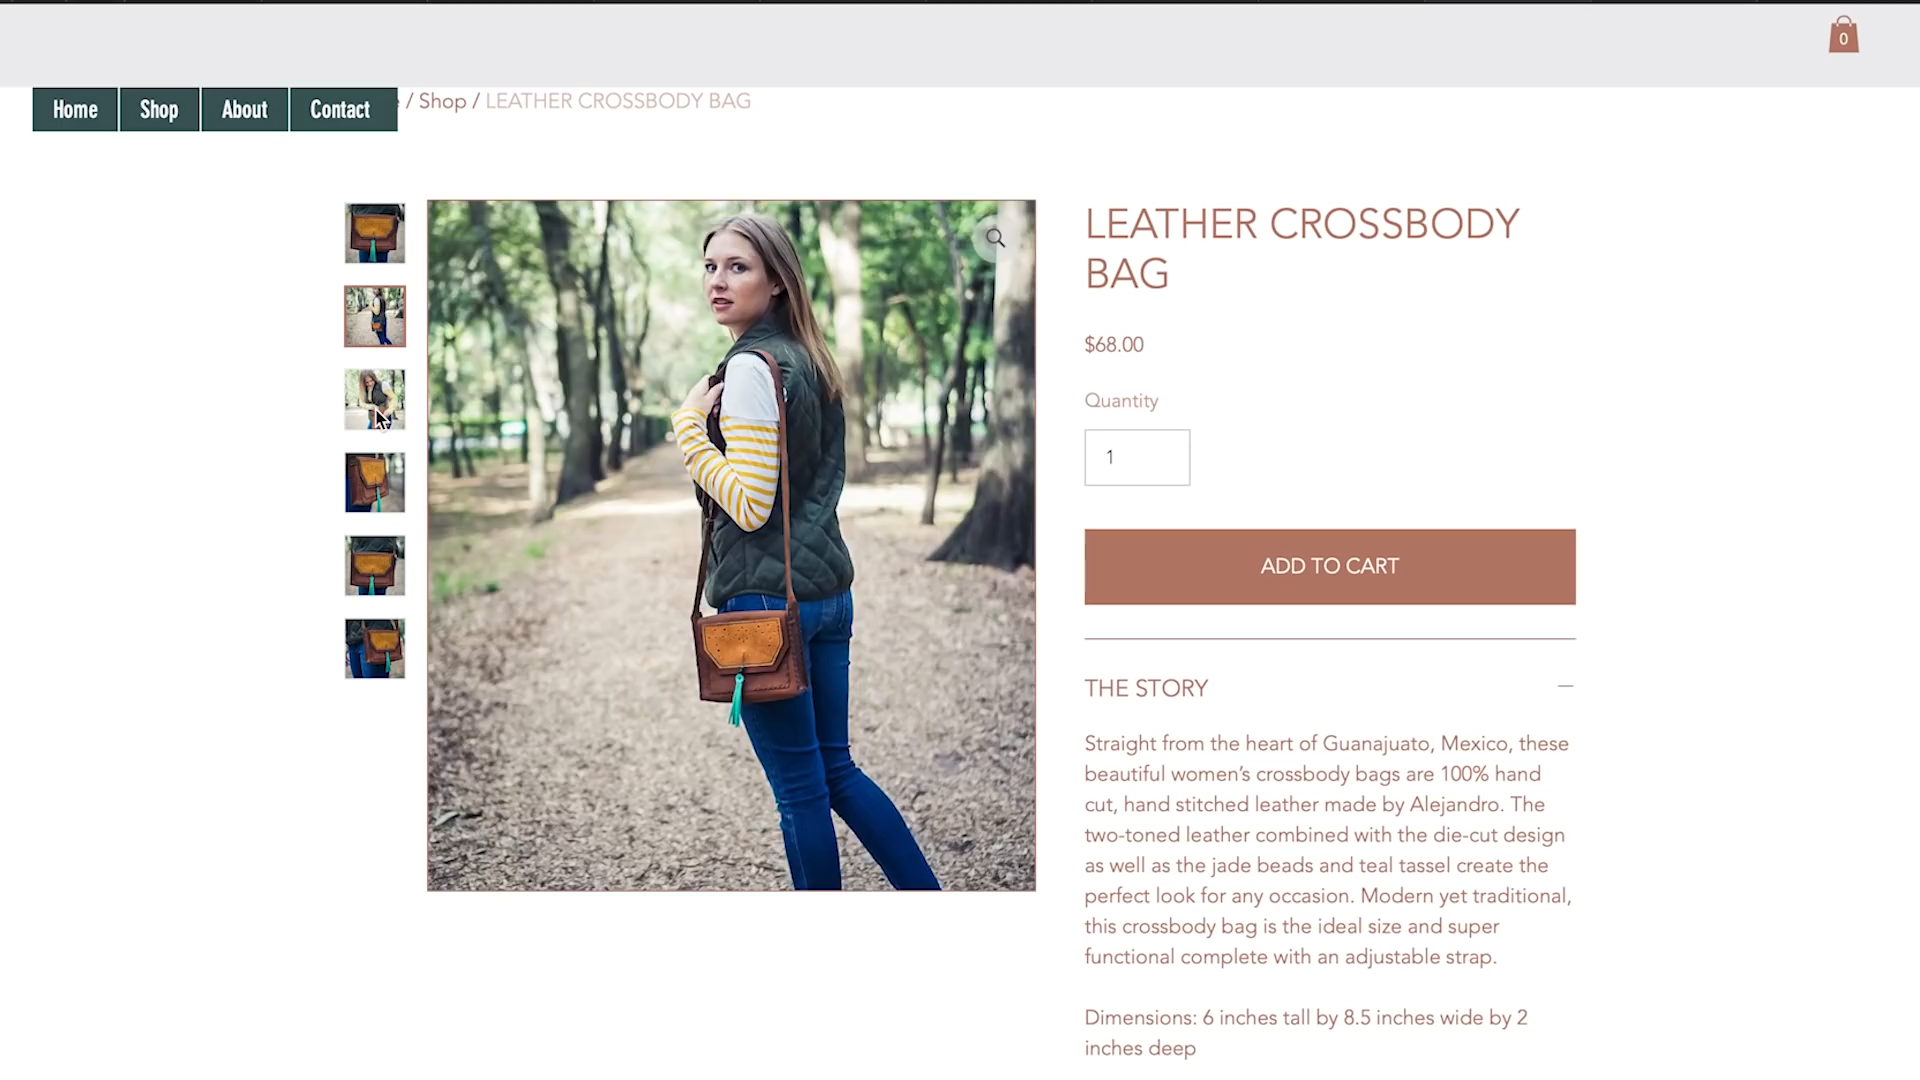 0
Home Shop About Contact
/ Shop / LEATHER CROSSBODY BAG
LEATHER CROSSBODY
BAG
$68.00
Quantity
1
ADD TO CART
THE STORY
Straight from the heart of Guanajuato, Mexico, these
beautiful women’s crossbody bags are 100% hand
cut, hand stitched leather made by Alejandro. The
two-toned leather combined with the die-cut design
as well as the jade beads and teal tassel create the
perfect look for any occasion. Modern yet traditional,
this crossbody bag is the ideal size and super
functional complete with an adjustable strap.
Dimensions: 6 inches tall by 8.5 inches wide by 2
inches deep